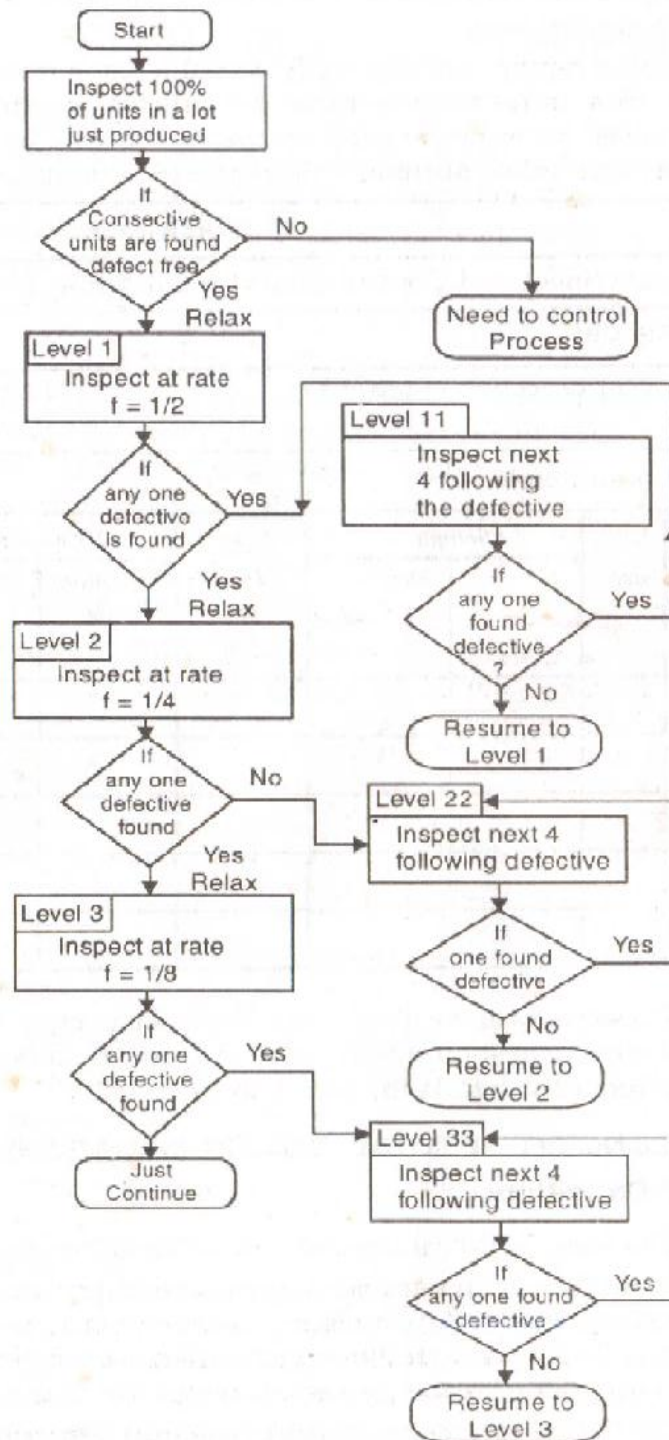 Start
Inspect 100%
of units in a lot
just produced
If
Consective
units are found
defect free
No
Yes
Relax
Need to control
Process
Level 1
Inspect at rate
f = 1/2
If
any one
defective
is found
Yes
Yes
Relax
Level 11
Inspect next
4 following
the defective
If
any one
found
defective
?
Yes
No
Resume to
Level 1
Level 2
Inspect at rate
f = 1/4
If
any one
defective
found
No
Yes
Relax
Level 22
Inspect next 4
following defective
If
one found
defective
Yes
No
Resume to
Level 2
Level 3
Inspect at rate
f = 1/8
If
any one
defective
found
Yes
Just
Continue
Level 33
Inspect next 4
following defective
If
any one found
defective
Yes
No
Resume to
Level 3